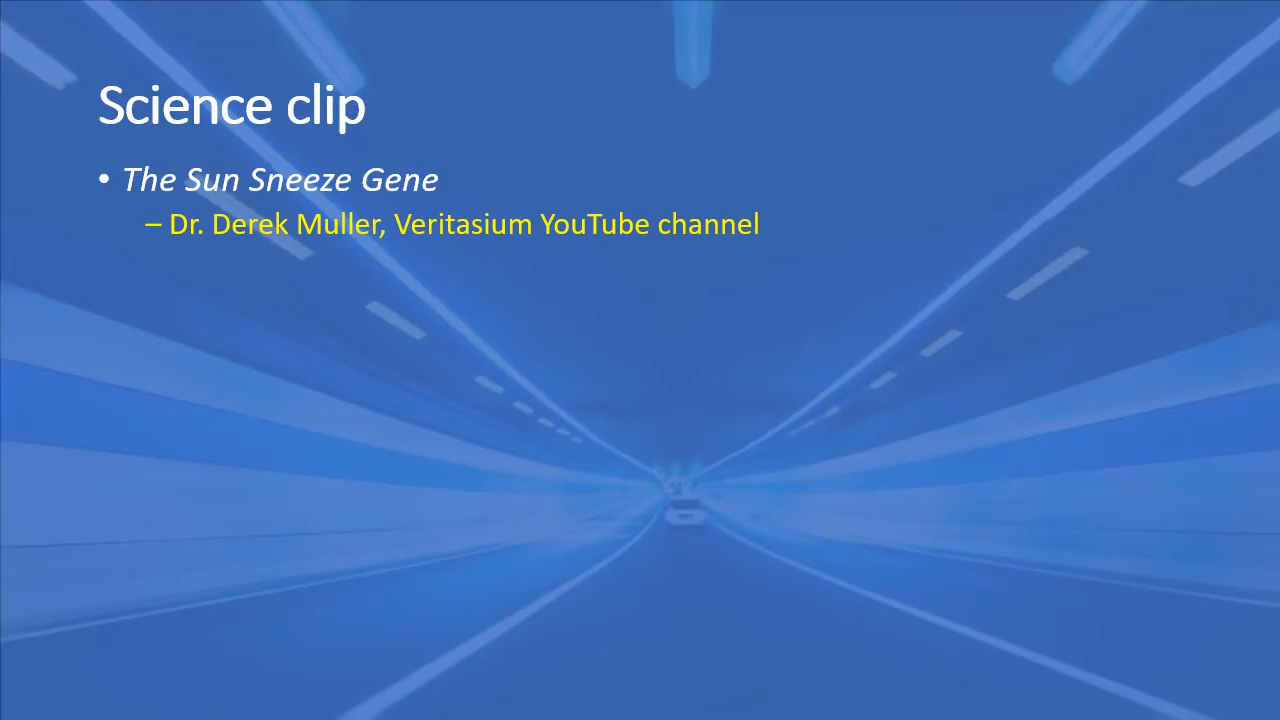 Science clip
• The Sun Sneeze Gene
– Dr. Derek Muller, Veritasium YouTube channel